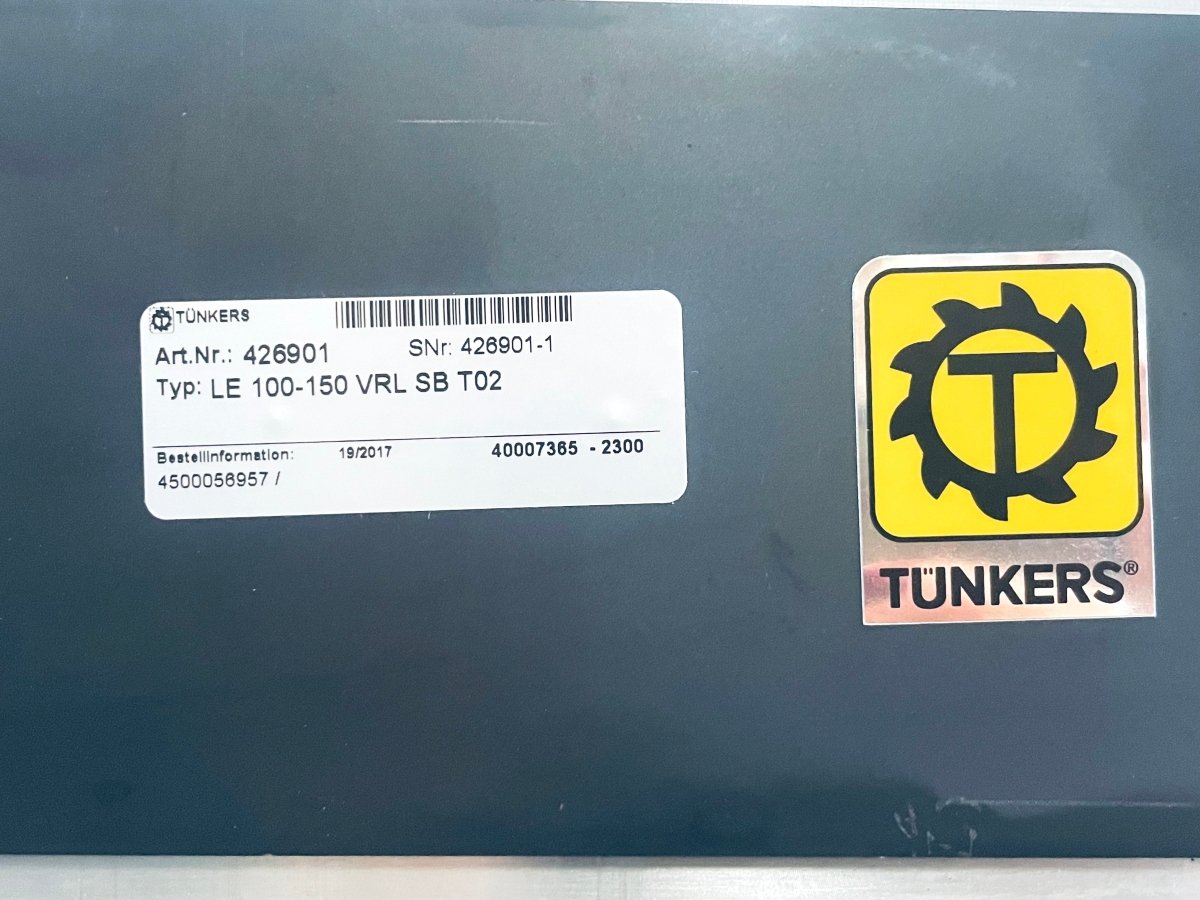 TÜNKERS
Art.Nr.: 426901 SNr: 426901-1
Typ: LE 100-150 VRL SB T02
Bestellinformation: 19/2017 40007365 - 2300
4500056957 /
T
TÜNKERS®